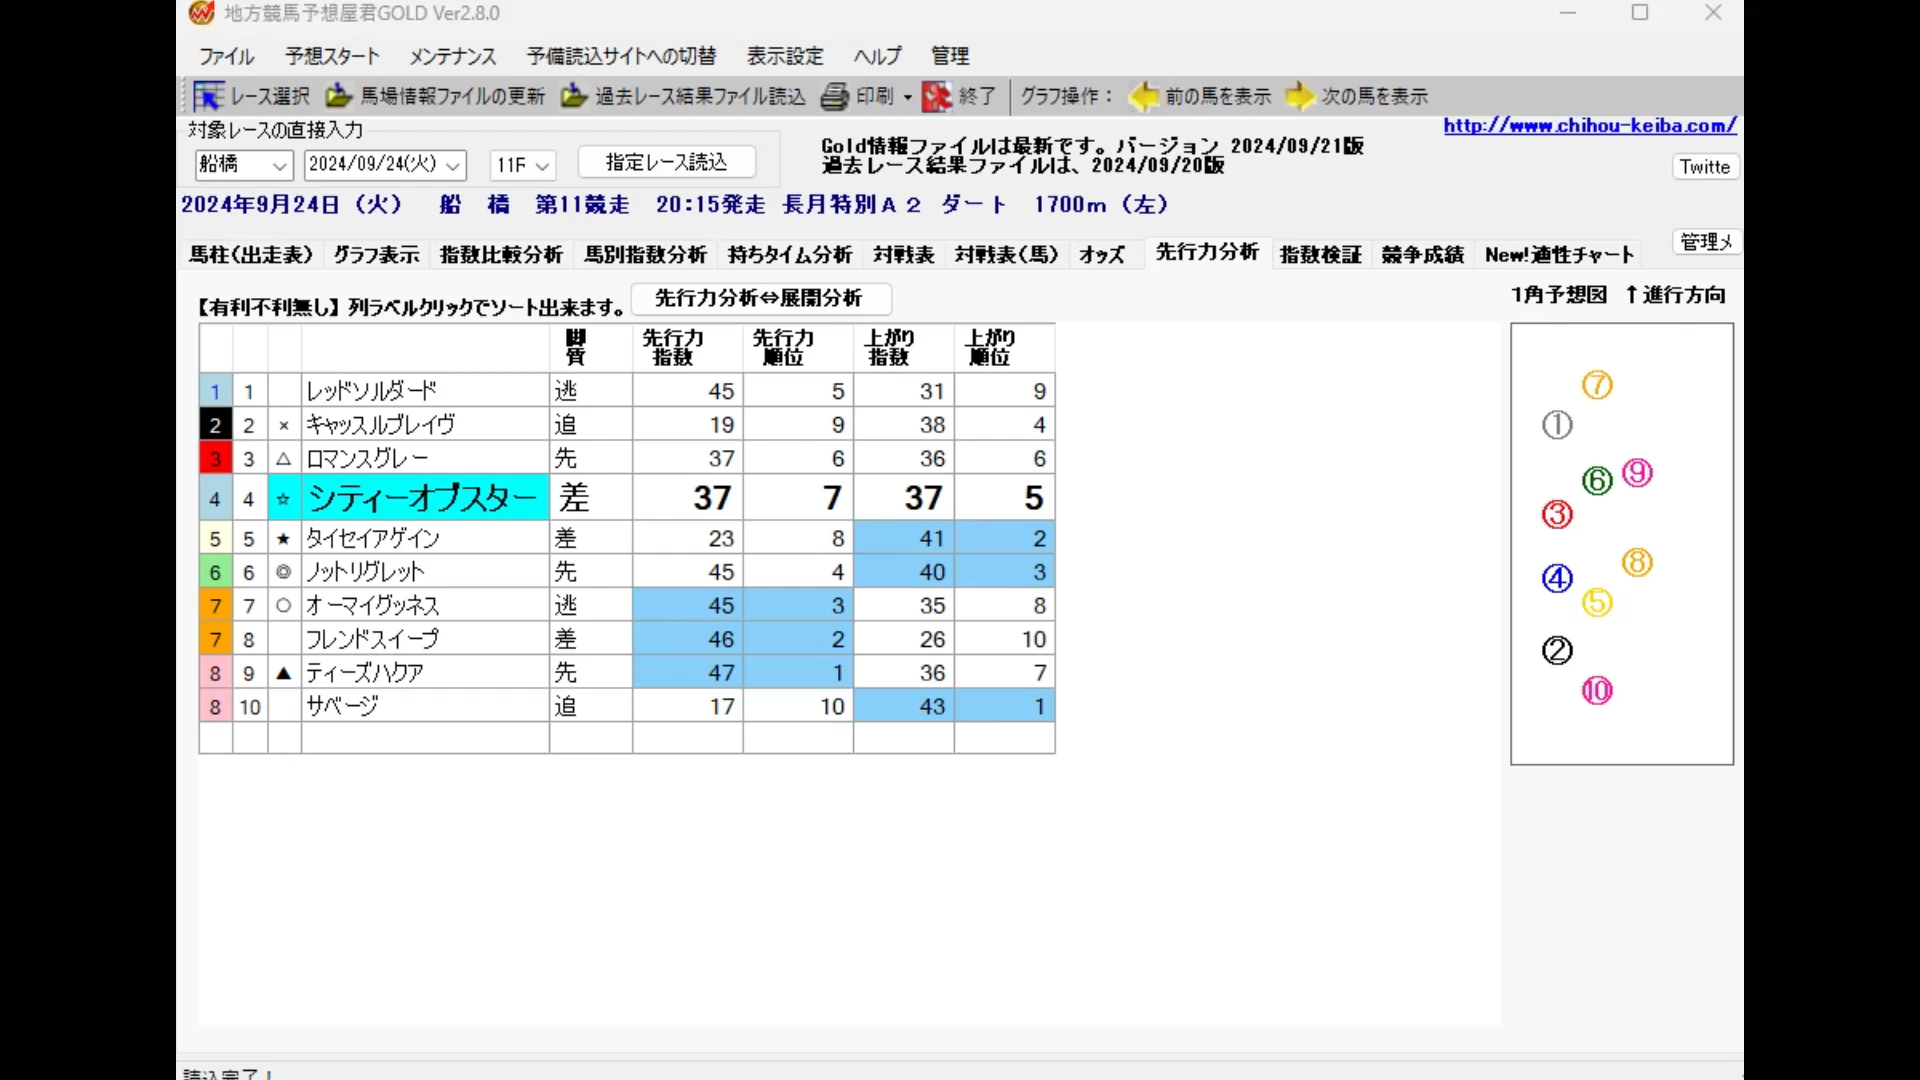 地方競馬予想屋君GOLD Ver2.8.0
ファイル 予想スタート メンテナンス 予備読込サイトへの切替 表示設定 ヘルプ 管理
レース選択 馬場情報ファイルの更新 過去レース結果ファイル読込 印刷 終了 グラフ操作： 前の馬を表示 次の馬を表示
対象レースの直接入力
http://www.chihou-keiba.com/
船橋 2024/09/24(火) 11F 指定レース読込
Gold情報ファイルは最新です。バージョン 2024/09/21版
過去レース結果ファイルは、2024/09/20版
Twitte
2024年9月24日（火） 船 橋 第11競走 20:15発走 長月特別Ａ２ ダート 1700m（左）
管理メ
馬柱（出走表） グラフ表示 指数比較分析 馬別指数分析 持ちタイム分析 対戦表 対戦表（馬） オッズ 先行力分析 指数検証 競争成績 New!適性チャート
【有利不利無し】列ラベルクリックでソート出来ます。 先行力分析⇔展開分析
1角予想図 ↑進行方向
脚質 先行力指数 先行力順位 上がり指数 上がり順位
1 1 レッドソルダード 逃 45 5 31 9
2 2 × キャッスルブレイヴ 追 19 9 38 4
3 3 △ ロマンスグレー 先 37 6 36 6
4 4 ☆ シティーオブスター 差 37 7 37 5
5 5 ★ タイセイアゲイン 差 23 8 41 2
6 6 ◎ ノットリグレット 先 45 4 40 3
7 7 ○ オーマイグッネス 逃 45 3 35 8
7 8 フレンドスイープ 差 46 2 26 10
8 9 ▲ ティーズハクア 先 47 1 36 7
8 10 サベージ 追 17 10 43 1
⑦
①
⑥ ⑨
③
⑧
④
⑤
②
⑩
読込完了！